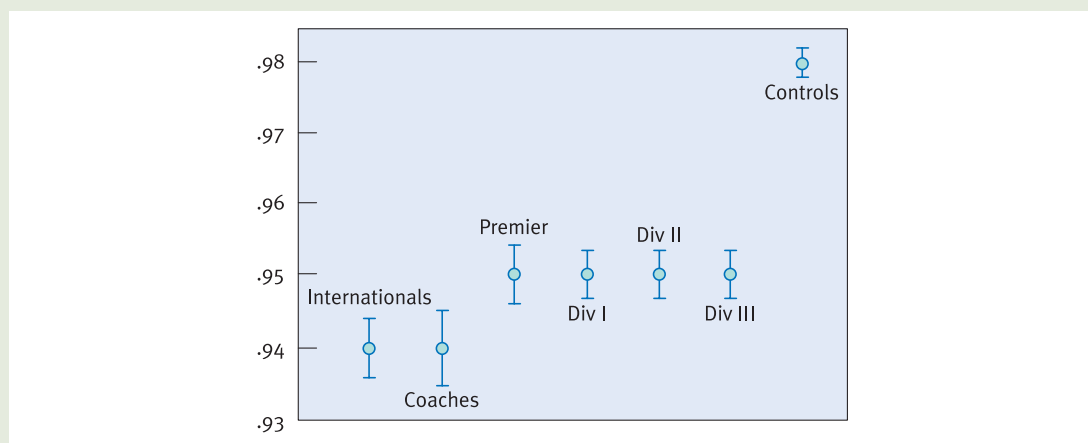 .98
Controls
.97
.96
Premier
Div II
.95
Internationals
Div I
Div III
.94
Coaches
.93